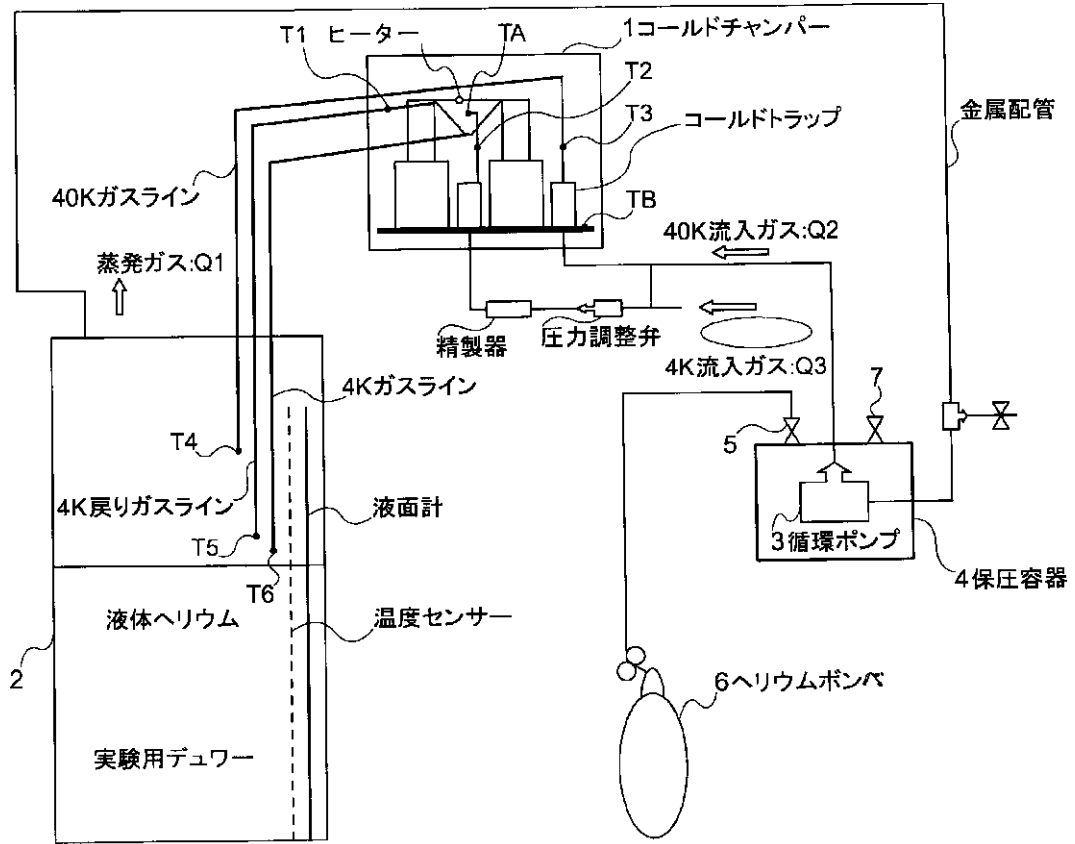 T1 ヒーター TA
1コールドチャンパー
T2
T3
コールドトラップ
金属配管
40Kガスライン
TB
蒸発ガス:Q1
40K流入ガス:Q2
精製器
圧力調整弁
4K流入ガス:Q3
4Kガスライン
7
5
T4
4K戻りガスライン
液面計
T5
3循環ポンプ
T6
4保圧容器
液体ヘリウム
温度センサー
2
6ヘリウムボンベ
実験用デュワー